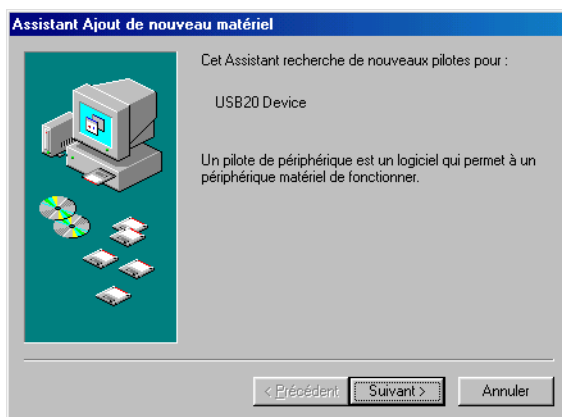 Assistant Ajout de nouveau matériel
Cet Assistant recherche de nouveaux pilotes pour :
USB20 Device
Un pilote de périphérique est un logiciel qui permet à un
périphérique matériel de fonctionner.
< Précédent
Suivant >
Annuler